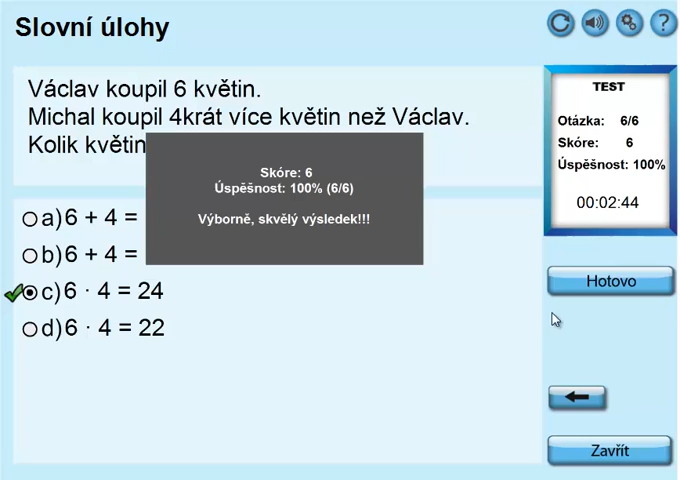 Slovní úlohy
Václav koupil 6 květin.
Michal koupil 4krát více květin než Václav.
Kolik květin
Skóre: 6
Úspěšnost: 100% (6/6)
Výborně, skvělý výsledek!!!
a) 6 + 4 =
b) 6 + 4 =
c) 6 · 4 = 24
d) 6 · 4 = 22
?
TEST
Otázka: 6/6
Skóre: 6
Úspěšnost: 100%
00:02:44
Hotovo
Zavřít